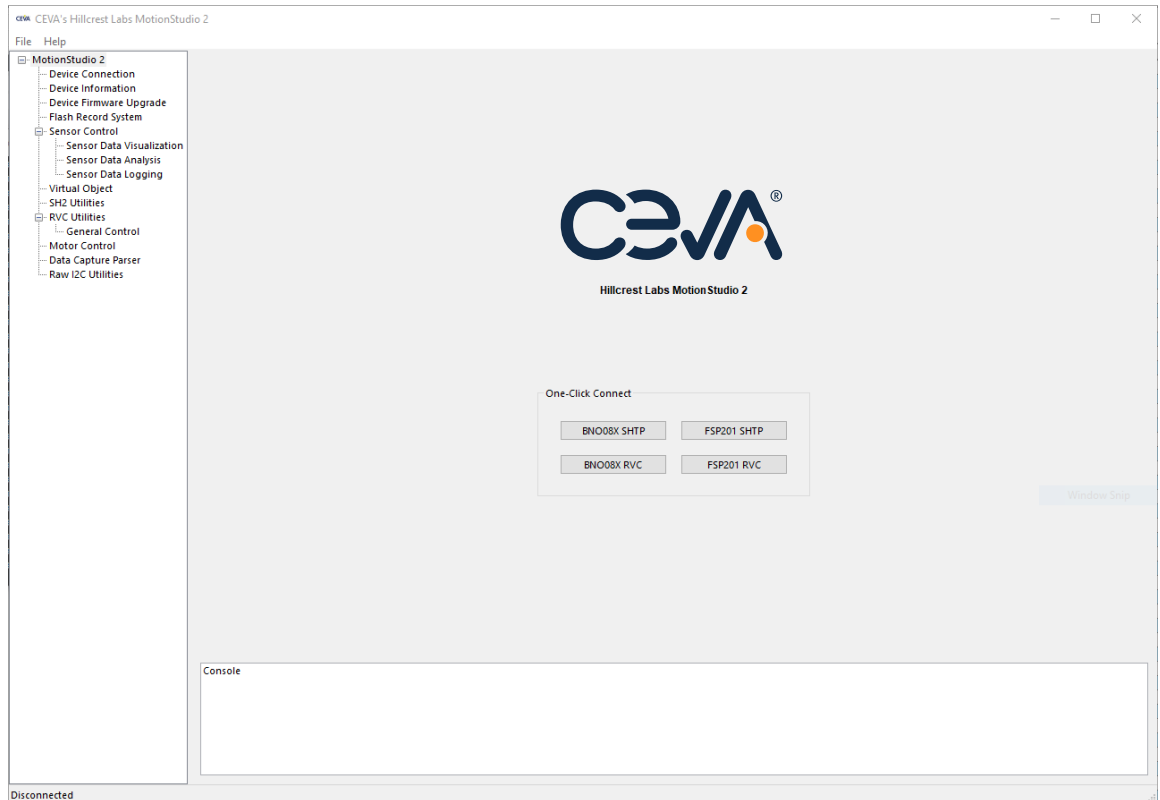 CEVA CEVA's Hillcrest Labs MotionStudio 2
File Help
MotionStudio 2
Device Connection
Device Information
Device Firmware Upgrade
Flash Record System
Sensor Control
Sensor Data Visualization
Sensor Data Analysis
Sensor Data Logging
Virtual Object
SH2 Utilities
RVC Utilities
General Control
Motor Control
Data Capture Parser
Raw I2C Utilities
CEVA®
Hillcrest Labs MotionStudio 2
One-Click Connect
BNO08X SHTP FSP201 SHTP
BNO08X RVC FSP201 RVC
Window Snip
Console
Disconnected